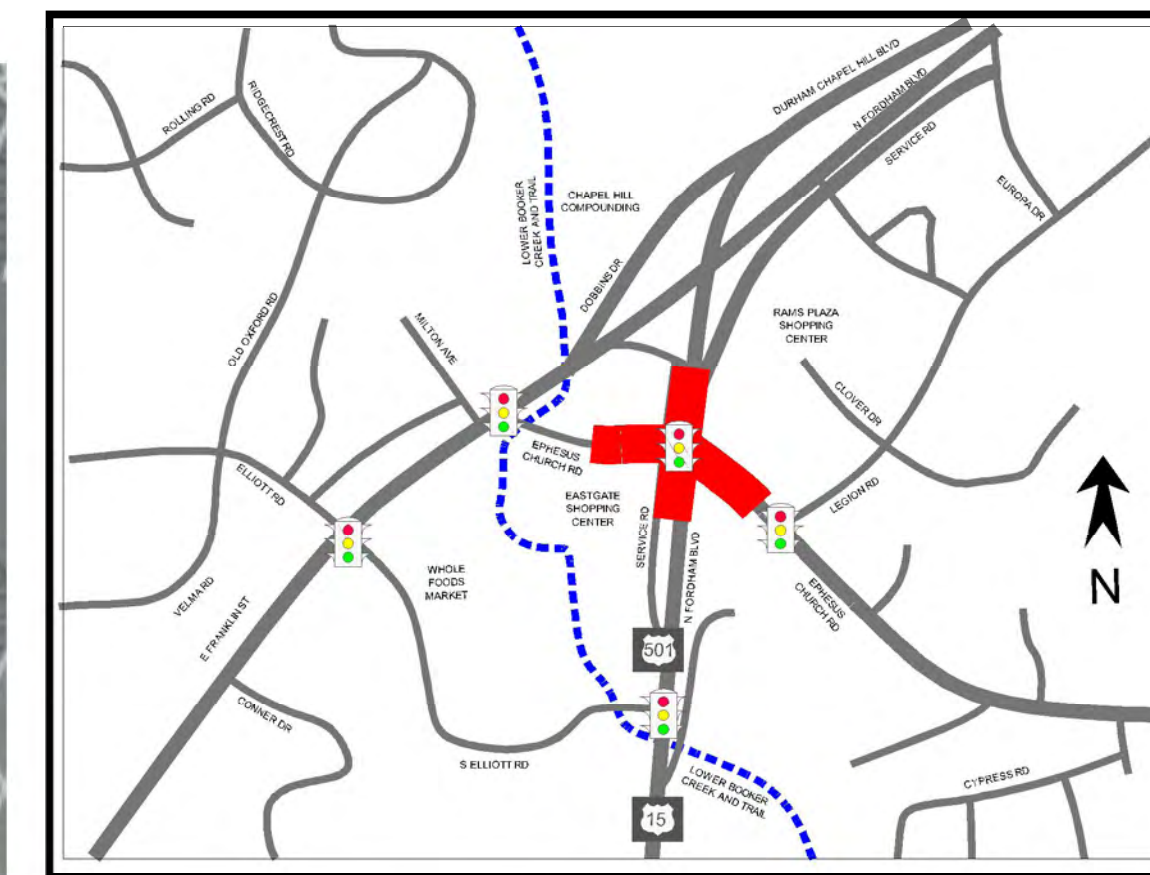 DURHAM CHAPEL HILL BLVD
N FORDHAM BLVD
SERVICE RD
ROLLING RD
RIDGECREST RD
LOWER BOOKER
CREEK AND TRAIL
CHAPEL HILL
COMPOUNDING
EUROPA DR
DOBBINS DR
OLD OXFORD RD
MILTON AVE
RAMS PLAZA
SHOPPING
CENTER
CLOVER DR
EPHESUS
CHURCH RD
ELLIOTT RD
EASTGATE
SHOPPING
CENTER
LEGION RD
SERVICE RD
N FORDHAM BLVD
WHOLE
FOODS
MARKET
VELMA RD
E FRANKLIN ST
EPHESUS
CHURCH RD
N
501
CONNER DR
S ELLIOTT RD
LOWER BOOKER
CREEK AND TRAIL
CYPRESS RD
15